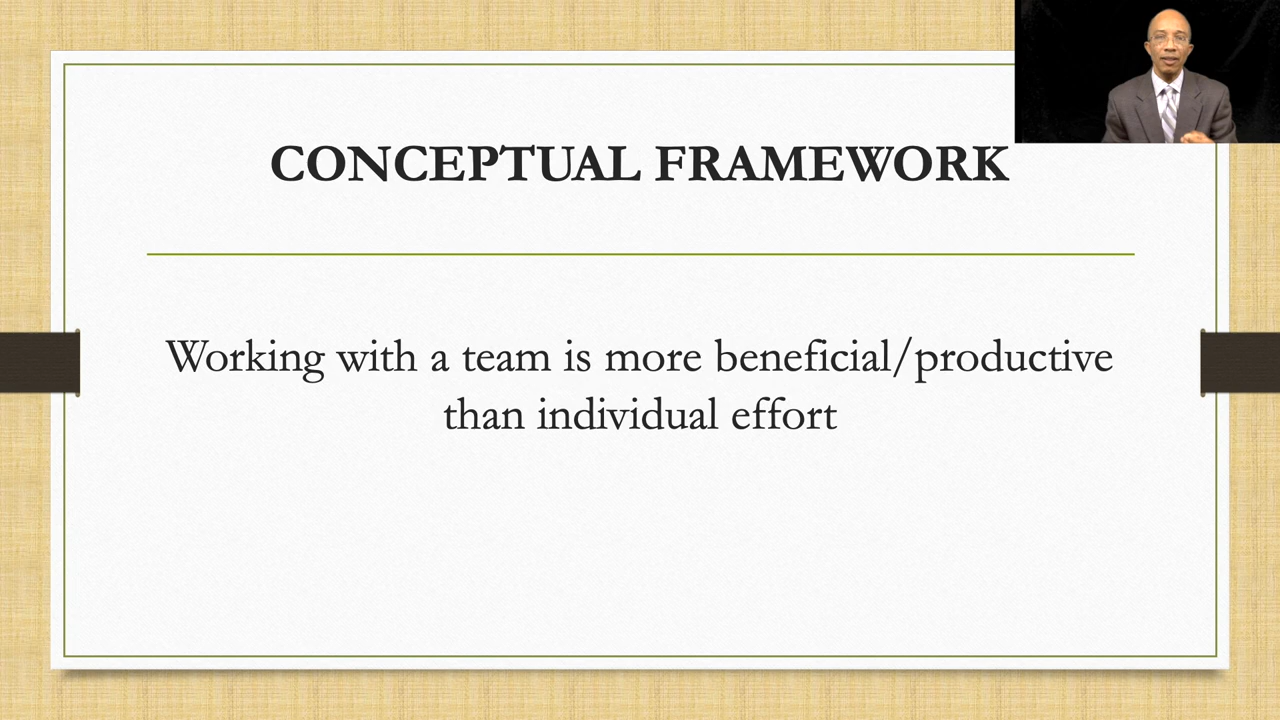 CONCEPTUAL FRAMEWORK
Working with a team is more beneficial/productive
than individual effort